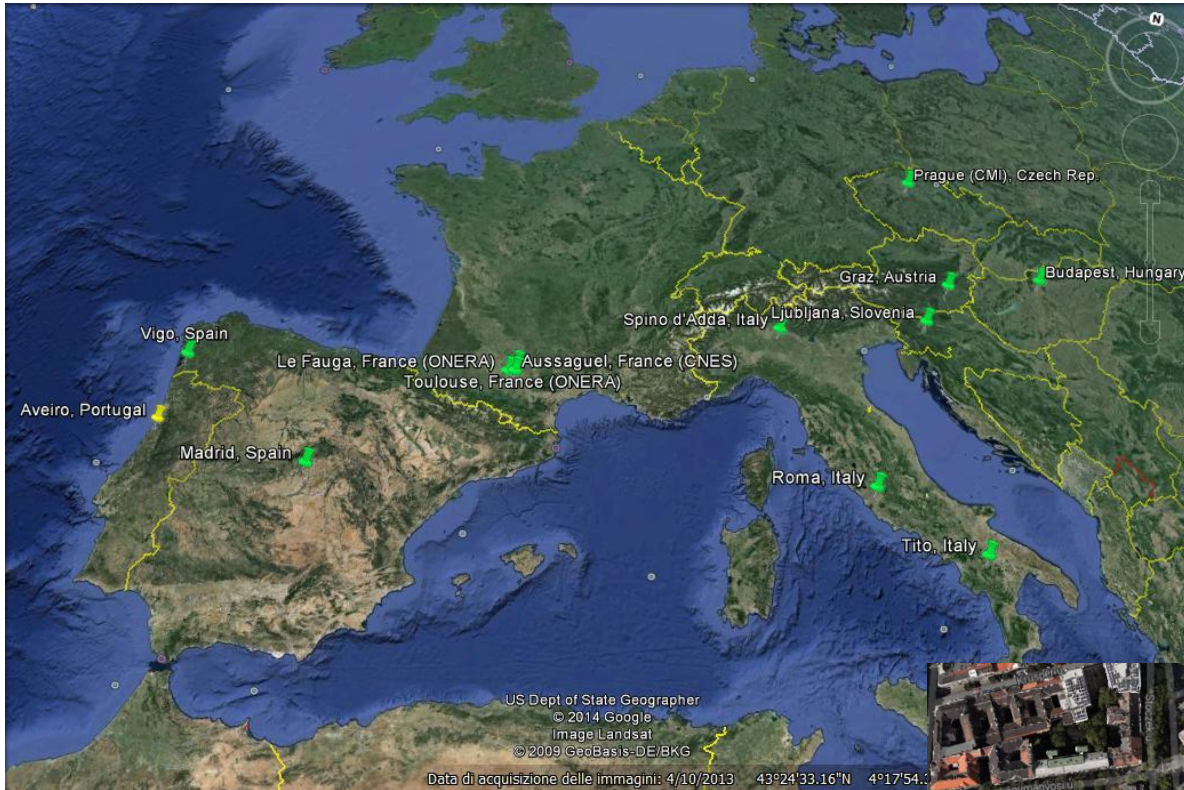 N
Prague (CMI), Czech Rep.
Graz, Austria
Budapest, Hungary
Spino d'Adda, Italy
Ljubljana, Slovenia
Vigo, Spain
Le Fauga, France (ONERA)
Aussaguel, France (CNES)
Toulouse, France (ONERA)
Aveiro, Portugal
Madrid, Spain
Roma, Italy
Tito, Italy
US Dept of State Geographer
© 2014 Google
Image Landsat
© 2009 GeoBasis-DE/BKG
Data di acquisizione delle immagini: 4/10/2013 43°24'33.16"N 4°17'54.